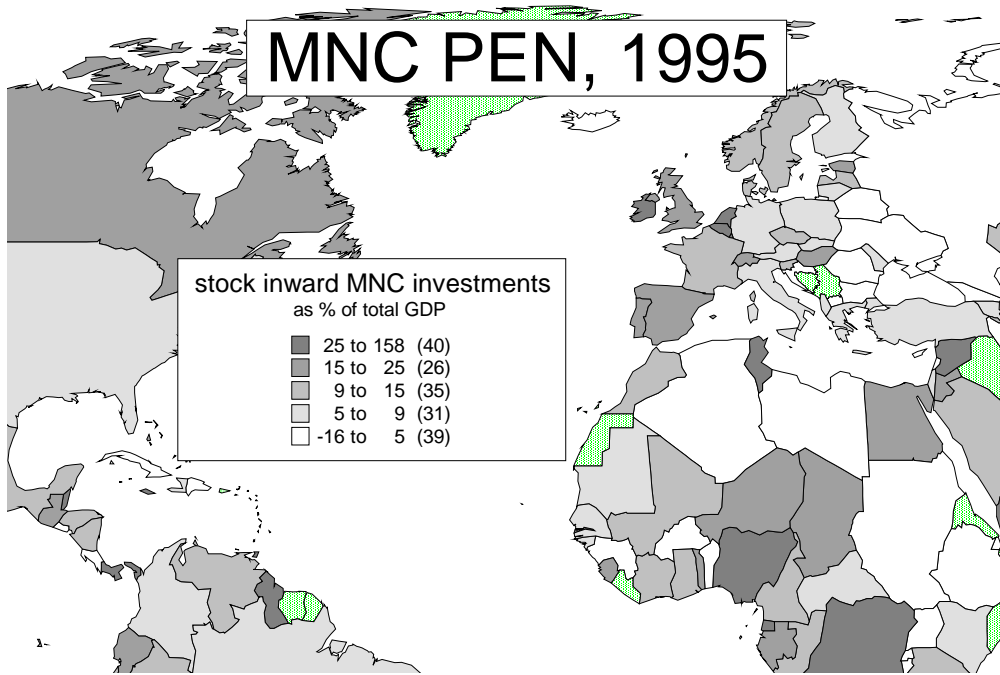 MNC PEN, 1995
stock inward MNC investments
as % of total GDP
25 to 158 (40)
15 to 25 (26)
9 to 15 (35)
5 to 9 (31)
-16 to 5 (39)